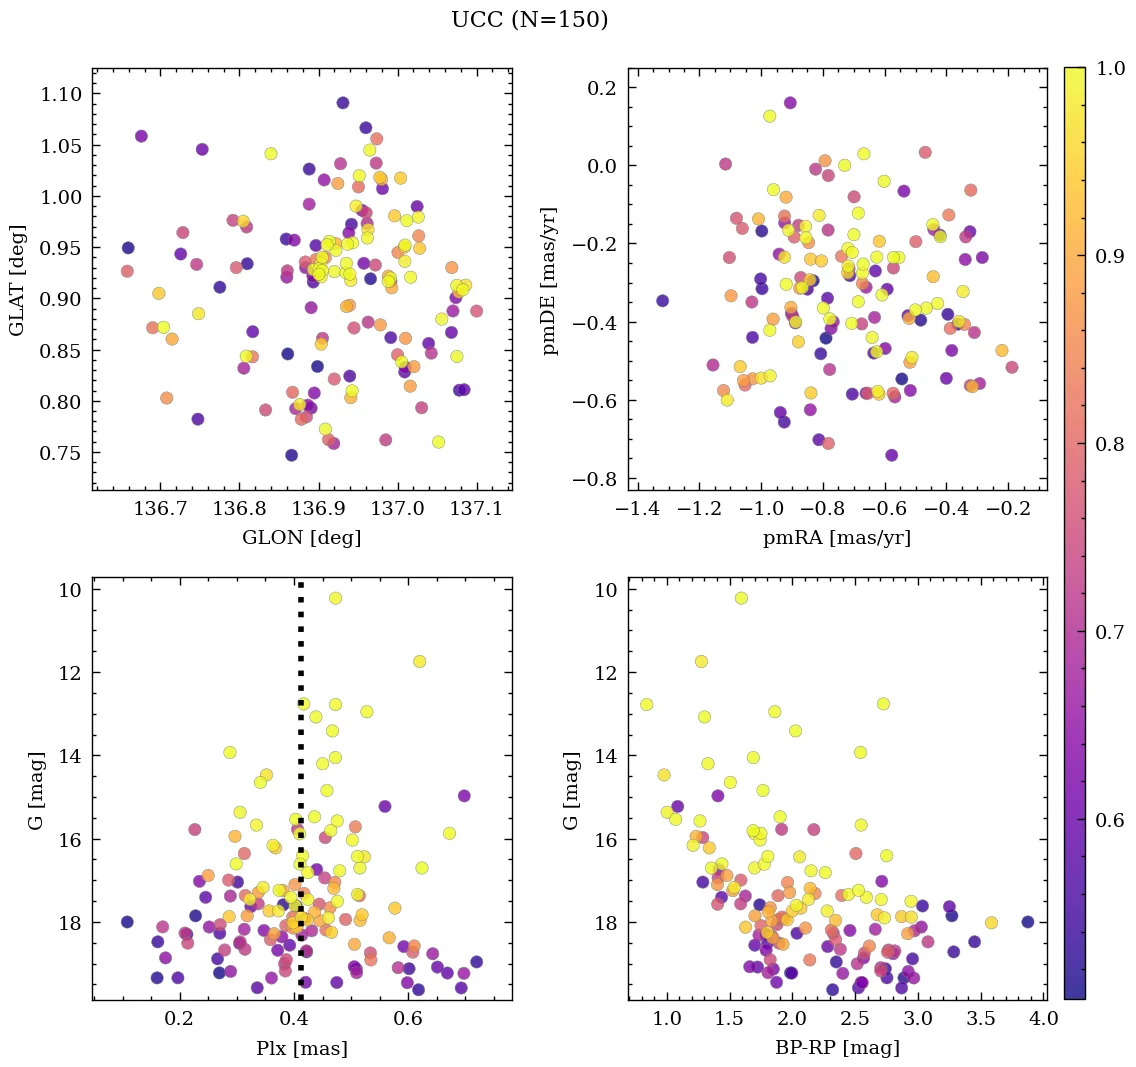 UCC (N=150)
1.10
1.05
1.00
0.95
0.90
0.85
0.80
0.75
GLAT [deg]
136.7 136.8 136.9 137.0 137.1
GLON [deg]
0.2
0.0
−0.2
−0.4
−0.6
−0.8
pmDE [mas/yr]
−1.4 −1.2 −1.0 −0.8 −0.6 −0.4 −0.2
pmRA [mas/yr]
1.0
0.9
0.8
0.7
0.6
10
12
14
16
18
G [mag]
0.2 0.4 0.6
Plx [mas]
10
12
14
16
18
G [mag]
1.0 1.5 2.0 2.5 3.0 3.5 4.0
BP-RP [mag]